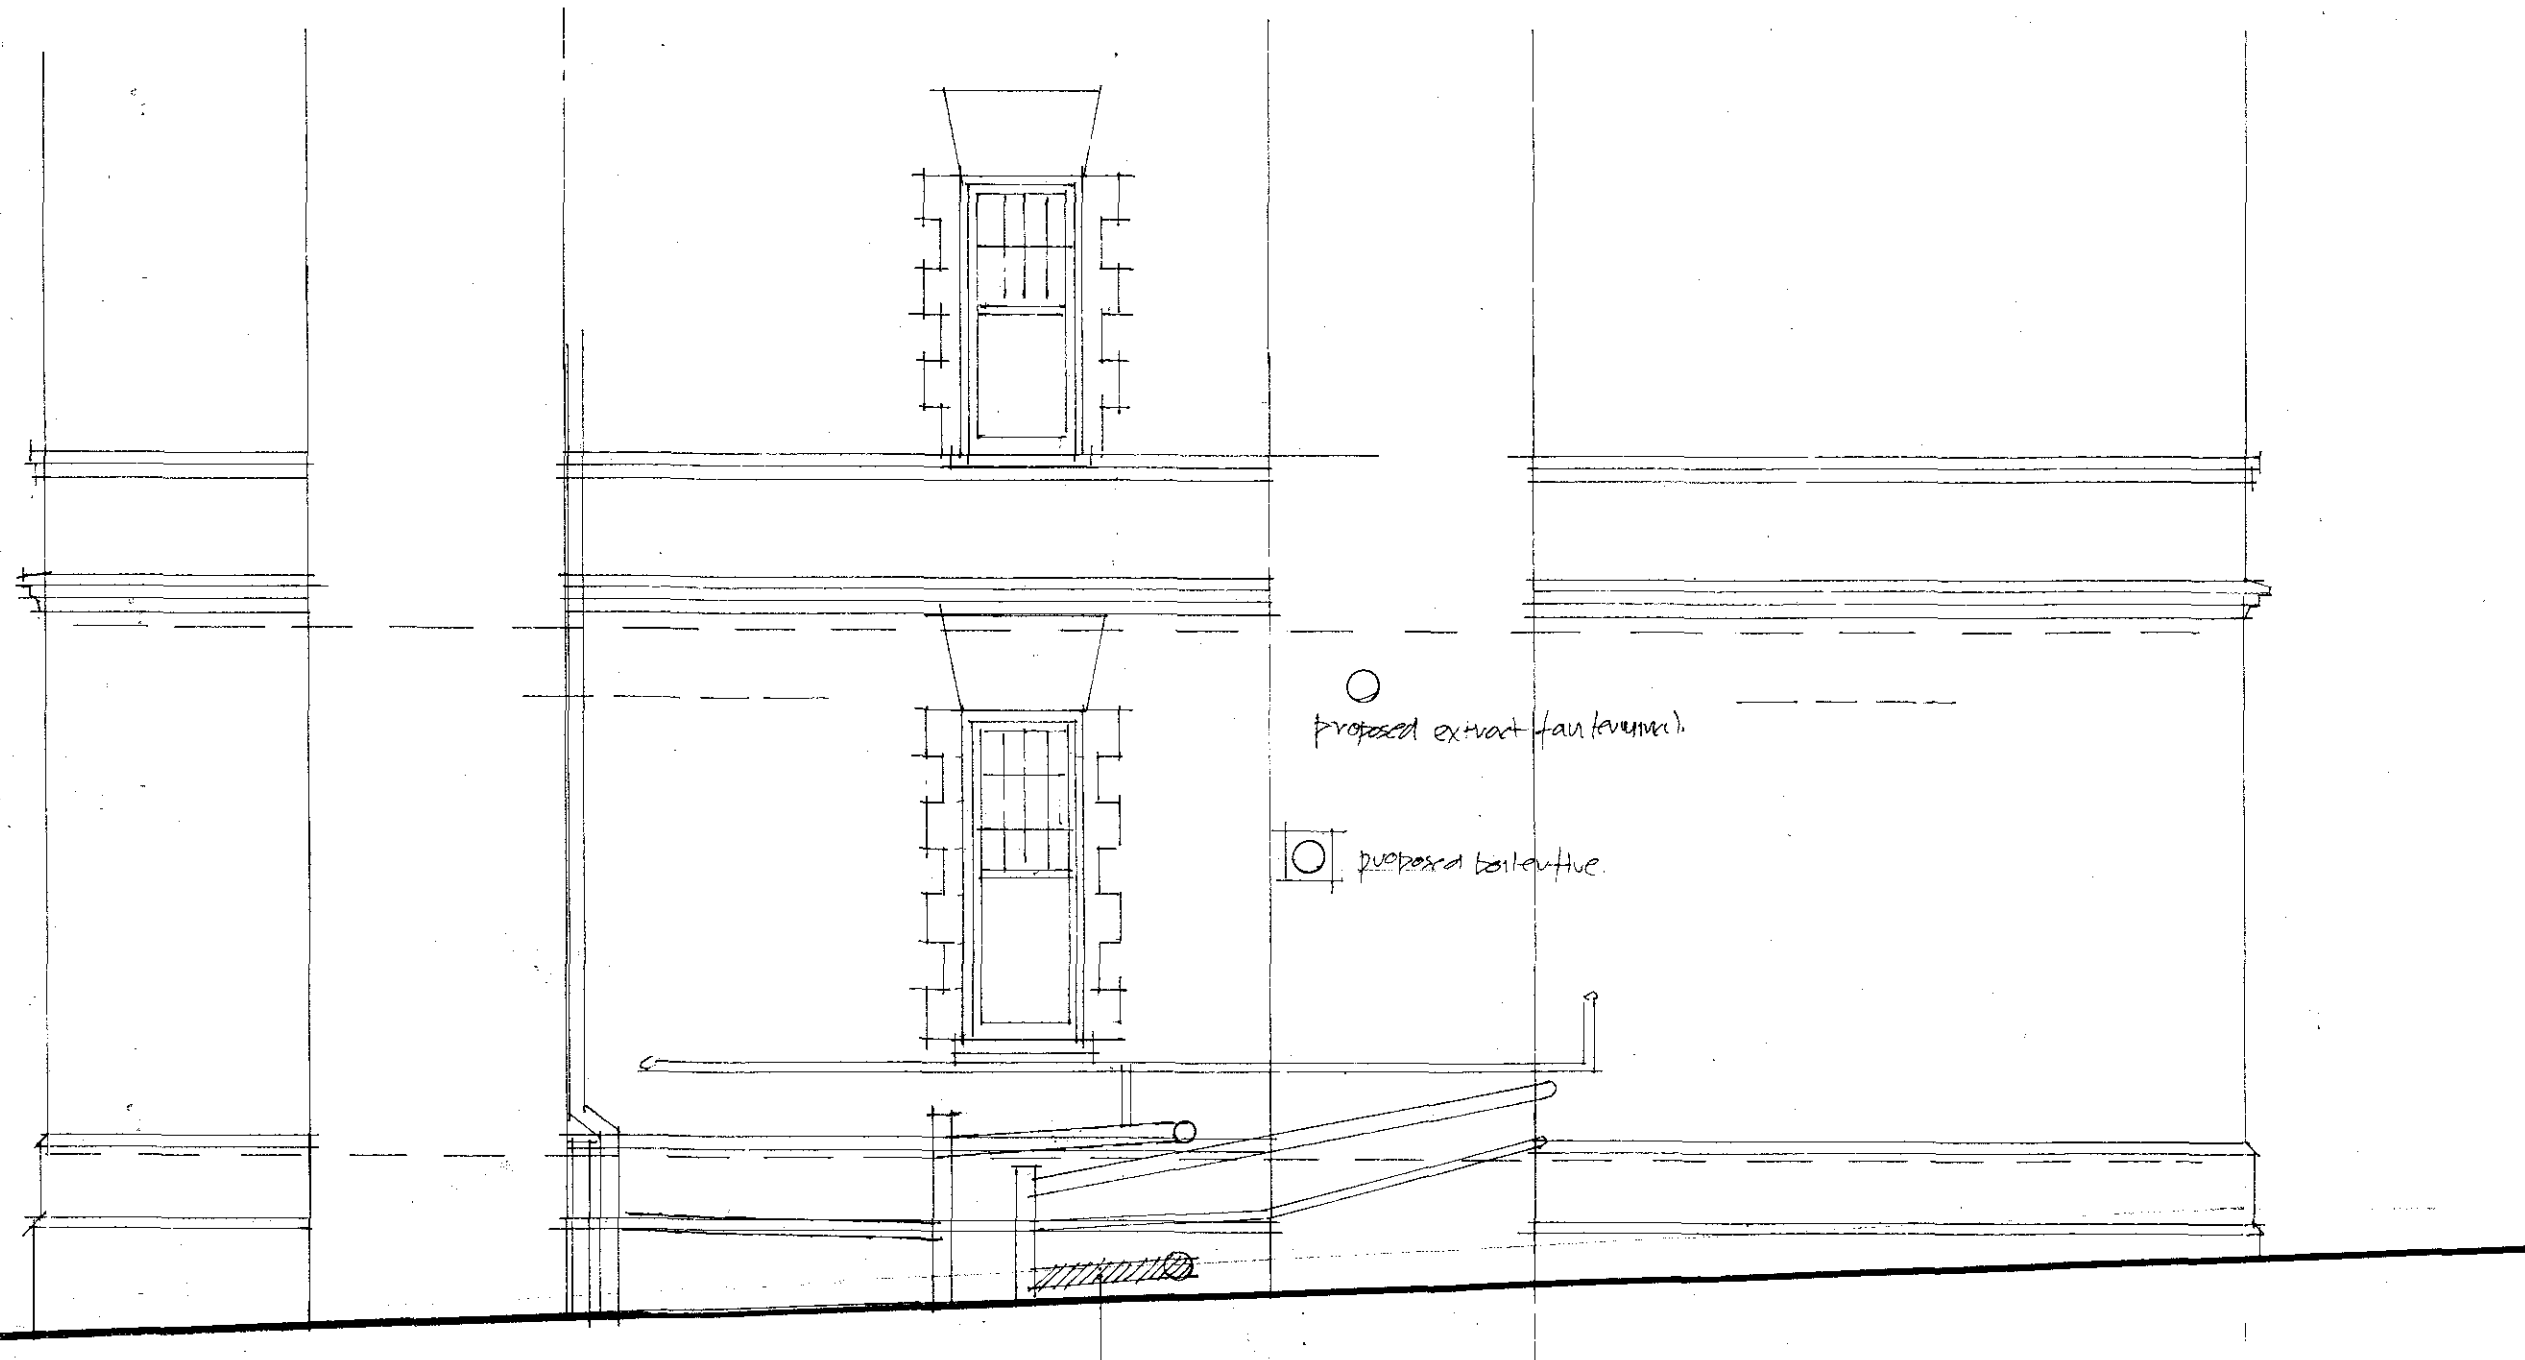 proposed extract fan terminal.
proposed boiler flue.